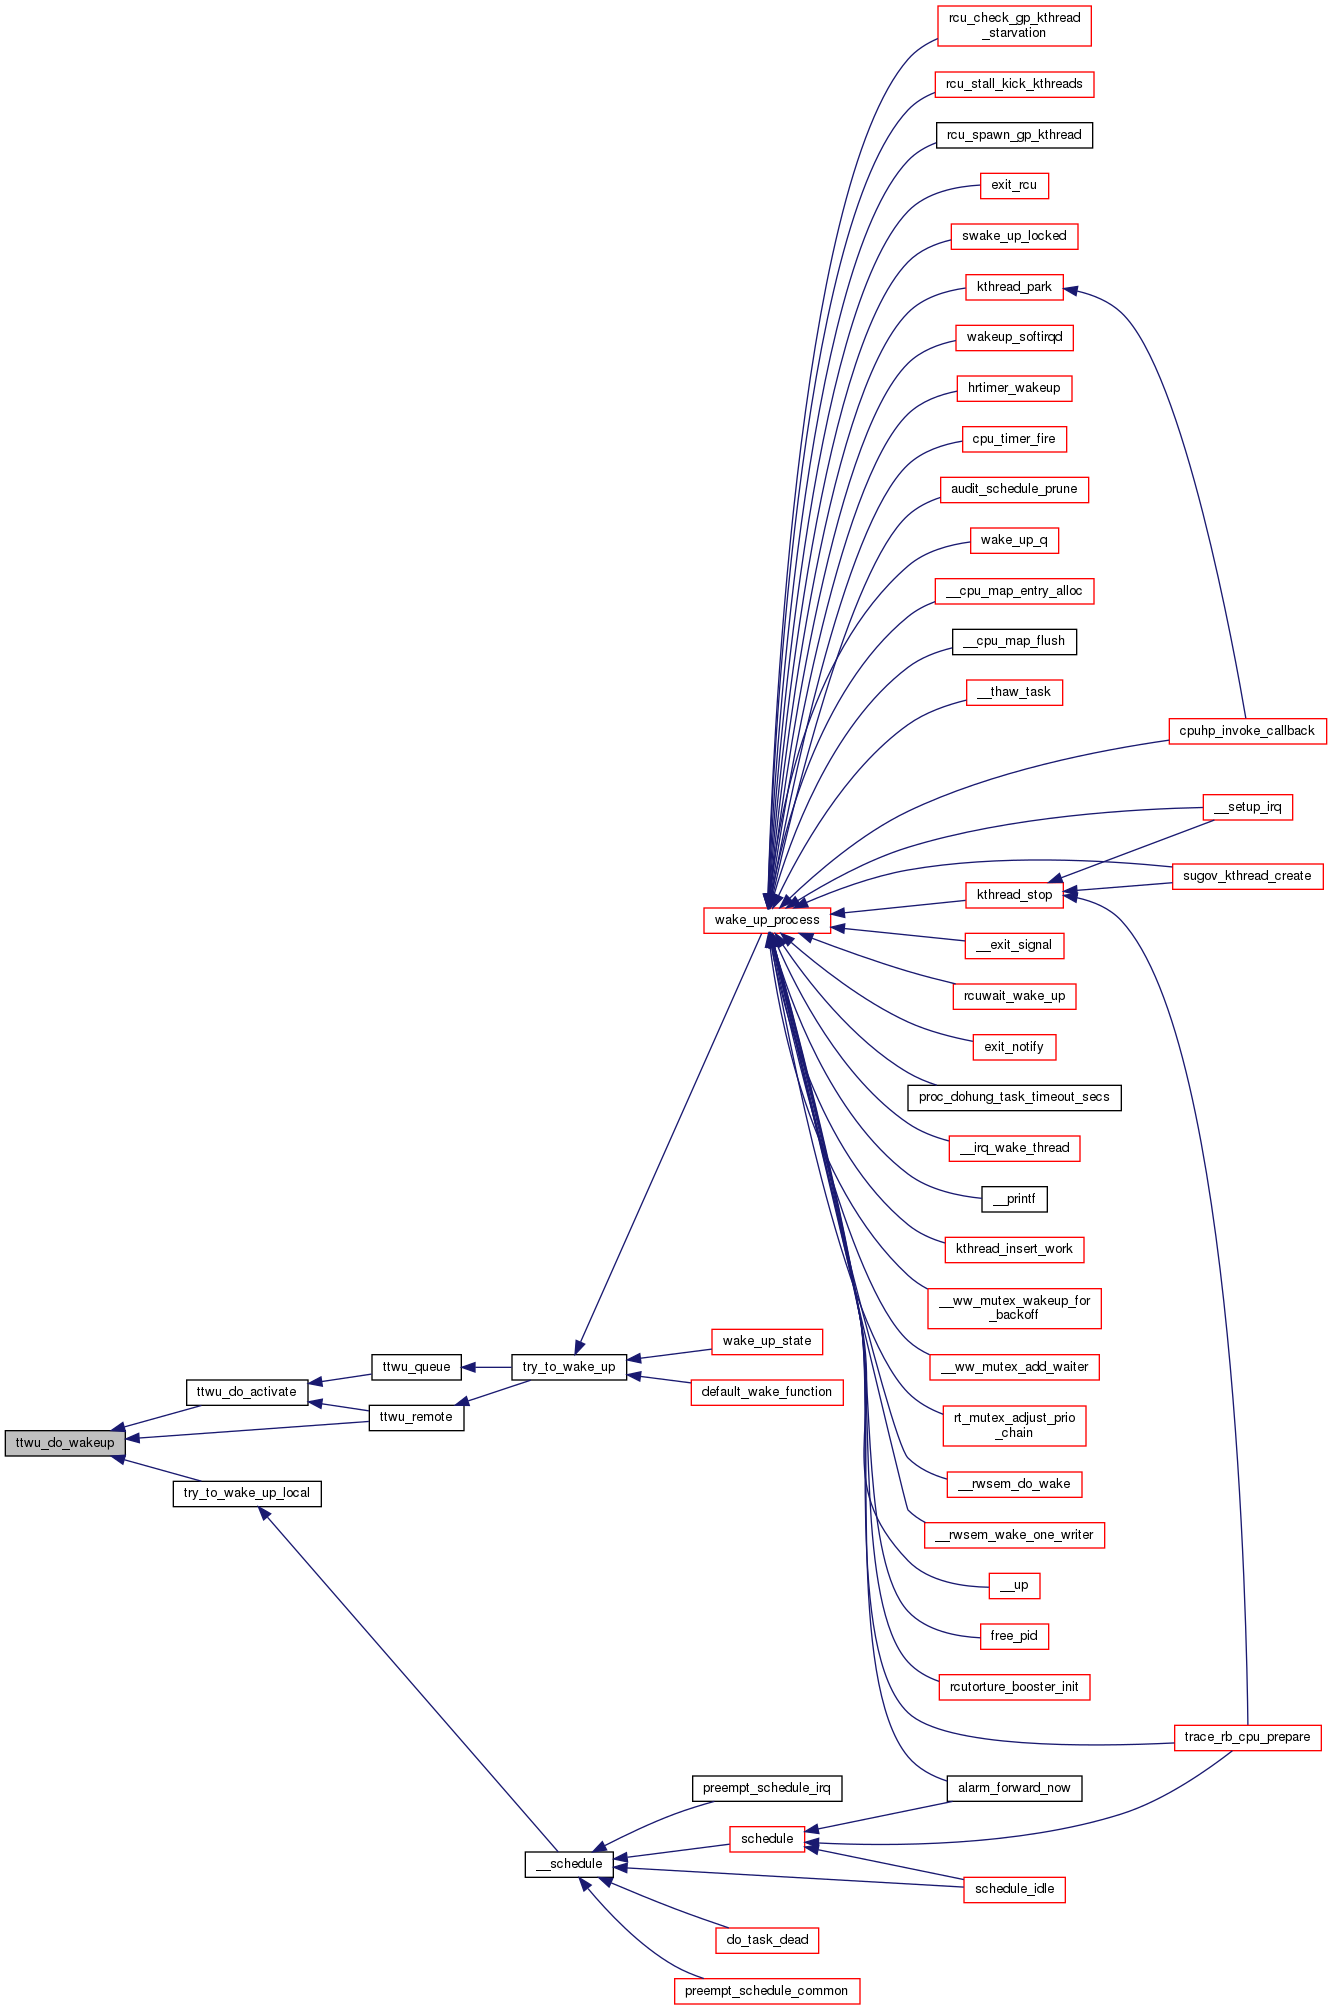 rcu_check_gp_kthread
_starvation
rcu_stall_kick_kthreads
rcu_spawn_gp_kthread
exit_rcu
swake_up_locked
kthread_park
wakeup_softirqd
hrtimer_wakeup
cpu_timer_fire
audit_schedule_prune
wake_up_q
__cpu_map_entry_alloc
__cpu_map_flush
__thaw_task
cpuhp_invoke_callback
__setup_irq
sugov_kthread_create
kthread_stop
wake_up_process
__exit_signal
rcuwait_wake_up
exit_notify
proc_dohung_task_timeout_secs
__irq_wake_thread
__printf
kthread_insert_work
__ww_mutex_wakeup_for
_backoff
wake_up_state
ttwu_queue
try_to_wake_up
__ww_mutex_add_waiter
ttwu_do_activate
default_wake_function
ttwu_remote
rt_mutex_adjust_prio
_chain
ttwu_do_wakeup
__rwsem_do_wake
try_to_wake_up_local
__rwsem_wake_one_writer
__up
free_pid
rcutorture_booster_init
trace_rb_cpu_prepare
preempt_schedule_irq
alarm_forward_now
schedule
__schedule
schedule_idle
do_task_dead
preempt_schedule_common